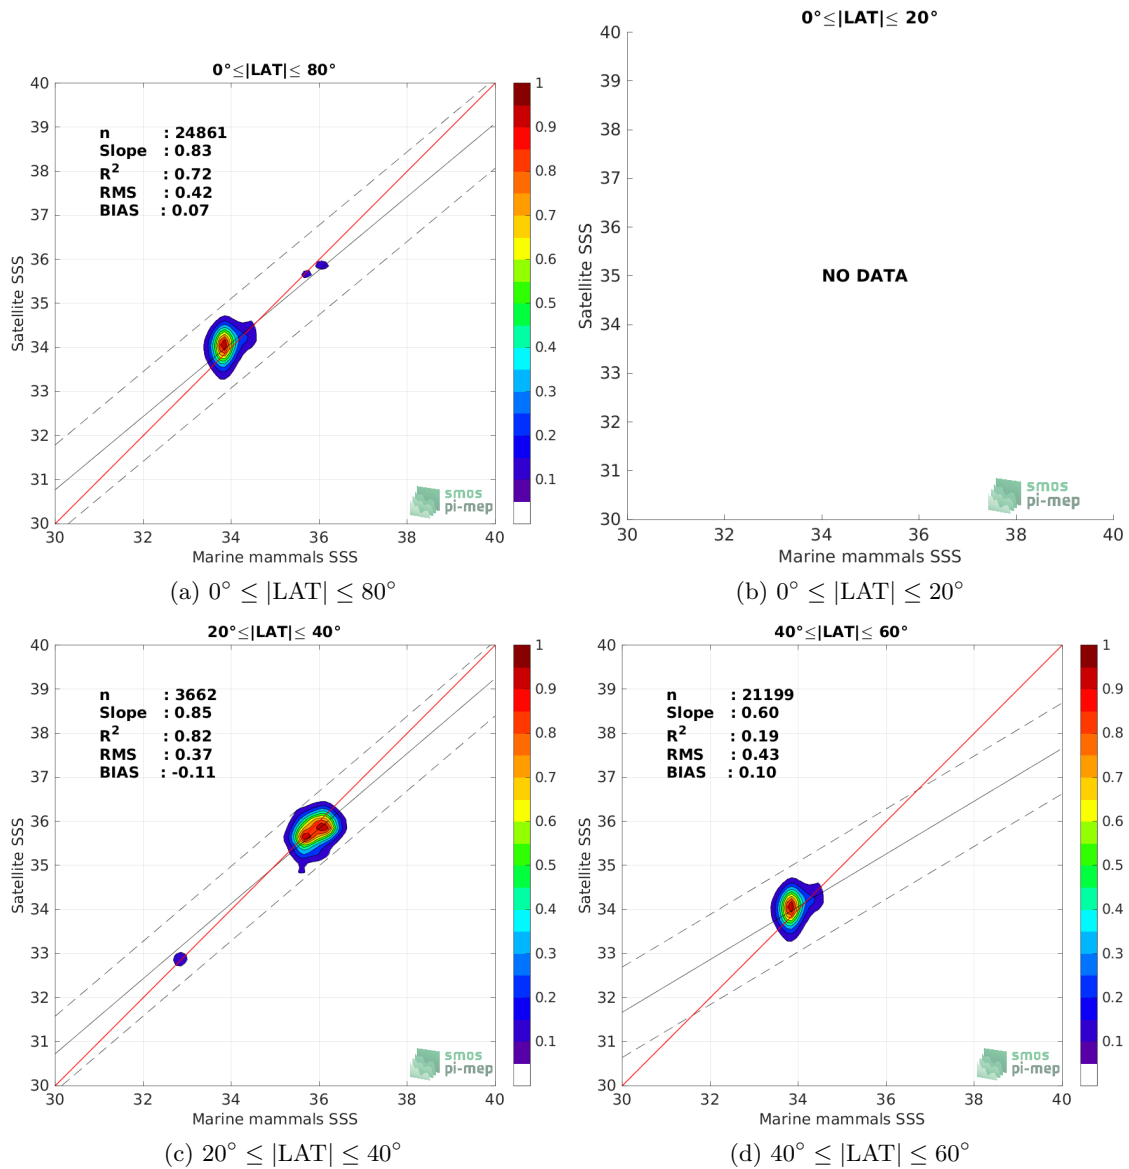 0°≤|LAT|≤ 80°
40
39
38
37
36
35
34
33
32
31
30
Satellite SSS
n : 24861
Slope : 0.83
R² : 0.72
RMS : 0.42
BIAS : 0.07
smos
pi-mep
30 32 34 36 38 40
Marine mammals SSS
1
0.9
0.8
0.7
0.6
0.5
0.4
0.3
0.2
0.1
(a) 0° ≤ |LAT| ≤ 80°
0°≤|LAT|≤ 20°
40
39
38
37
36
35
34
33
32
31
30
Satellite SSS
NO DATA
smos
pi-mep
30 32 34 36 38 40
Marine mammals SSS
(b) 0° ≤ |LAT| ≤ 20°
20°≤|LAT|≤ 40°
40
39
38
37
36
35
34
33
32
31
30
Satellite SSS
n : 3662
Slope : 0.85
R² : 0.82
RMS : 0.37
BIAS : -0.11
smos
pi-mep
30 32 34 36 38 40
Marine mammals SSS
1
0.9
0.8
0.7
0.6
0.5
0.4
0.3
0.2
0.1
(c) 20° ≤ |LAT| ≤ 40°
40°≤|LAT|≤ 60°
40
39
38
37
36
35
34
33
32
31
30
Satellite SSS
n : 21199
Slope : 0.60
R² : 0.19
RMS : 0.43
BIAS : 0.10
smos
pi-mep
30 32 34 36 38 40
Marine mammals SSS
1
0.9
0.8
0.7
0.6
0.5
0.4
0.3
0.2
0.1
(d) 40° ≤ |LAT| ≤ 60°